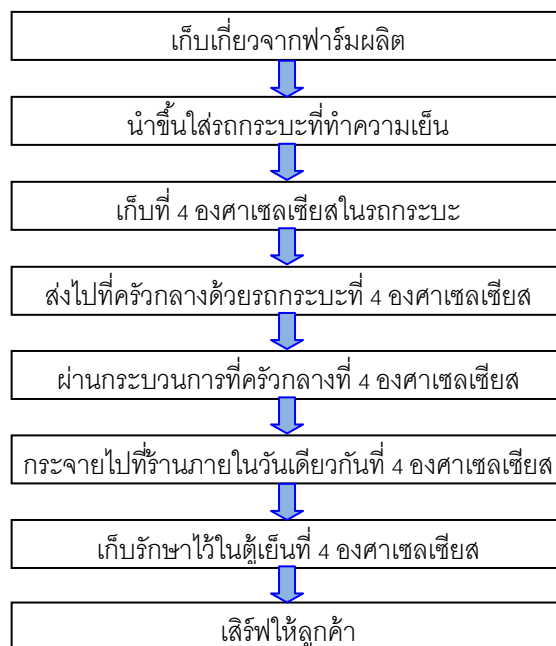 เก็บเกี่ยวจากฟาร์มผลิต
นำขึ้นใส่รถกระบะที่ทำความเย็น
เก็บที่ 4 องศาเซลเซียสในรถกระบะ
ส่งไปที่ครัวกลางด้วยรถกระบะที่ 4 องศาเซลเซียส
ผ่านกระบวนการที่ครัวกลางที่ 4 องศาเซลเซียส
กระจายไปที่ร้านภายในวันเดียวกันที่ 4 องศาเซลเซียส
เก็บรักษาไว้ในตู้เย็นที่ 4 องศาเซลเซียส
เสิร์ฟให้ลูกค้า